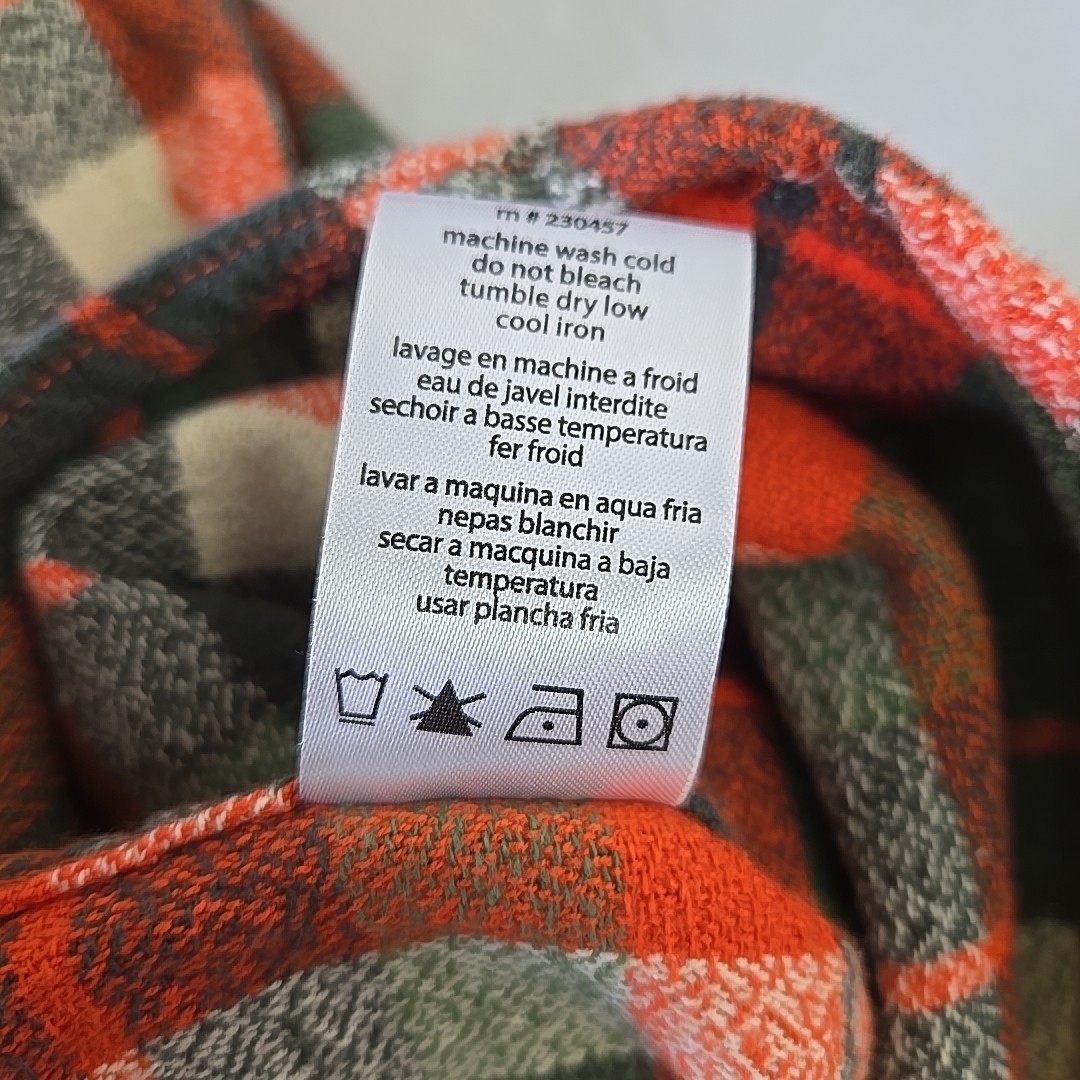 rn # 230457
machine wash cold
do not bleach
tumble dry low
cool iron
lavage en machine a froid
eau de javel interdite
sechoir a basse temperatura
fer froid
lavar a maquina en aqua fria
nepas blanchir
secar a macquina a baja
temperatura
usar plancha fria